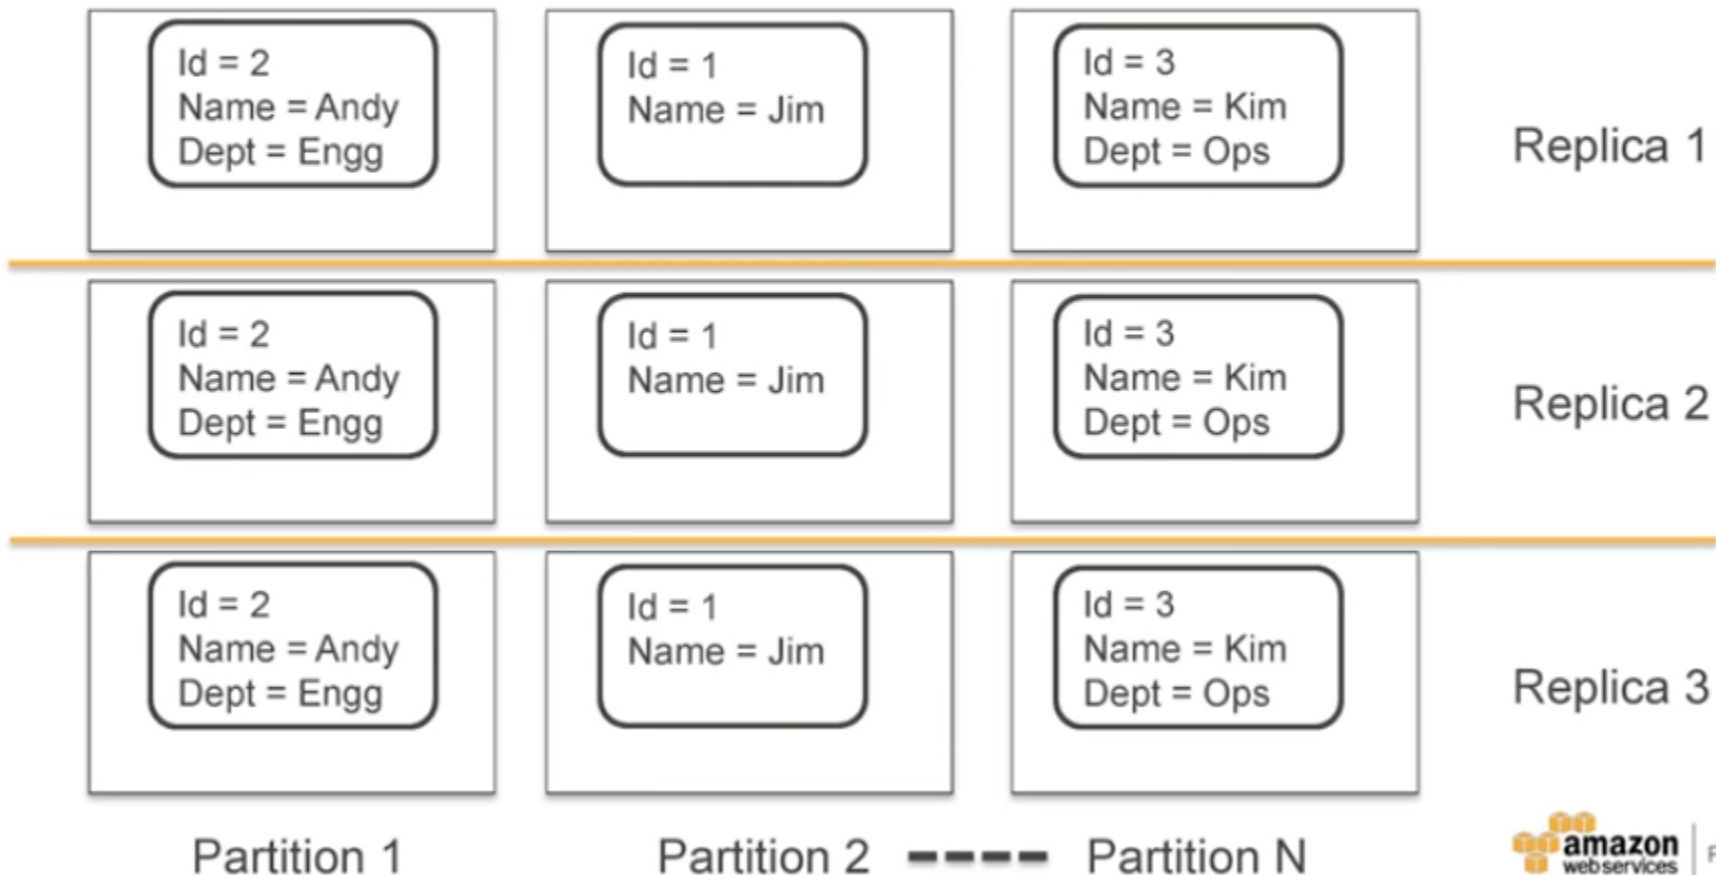 Id = 2
Name = Andy
Dept = Engg
Id = 1
Name = Jim
Id = 3
Name = Kim
Dept = Ops
Replica 1
Id = 2
Name = Andy
Dept = Engg
Id = 1
Name = Jim
Id = 3
Name = Kim
Dept = Ops
Replica 2
Id = 2
Name = Andy
Dept = Engg
Id = 1
Name = Jim
Id = 3
Name = Kim
Dept = Ops
Replica 3
Partition 1
Partition 2
Partition N
amazon
webservices